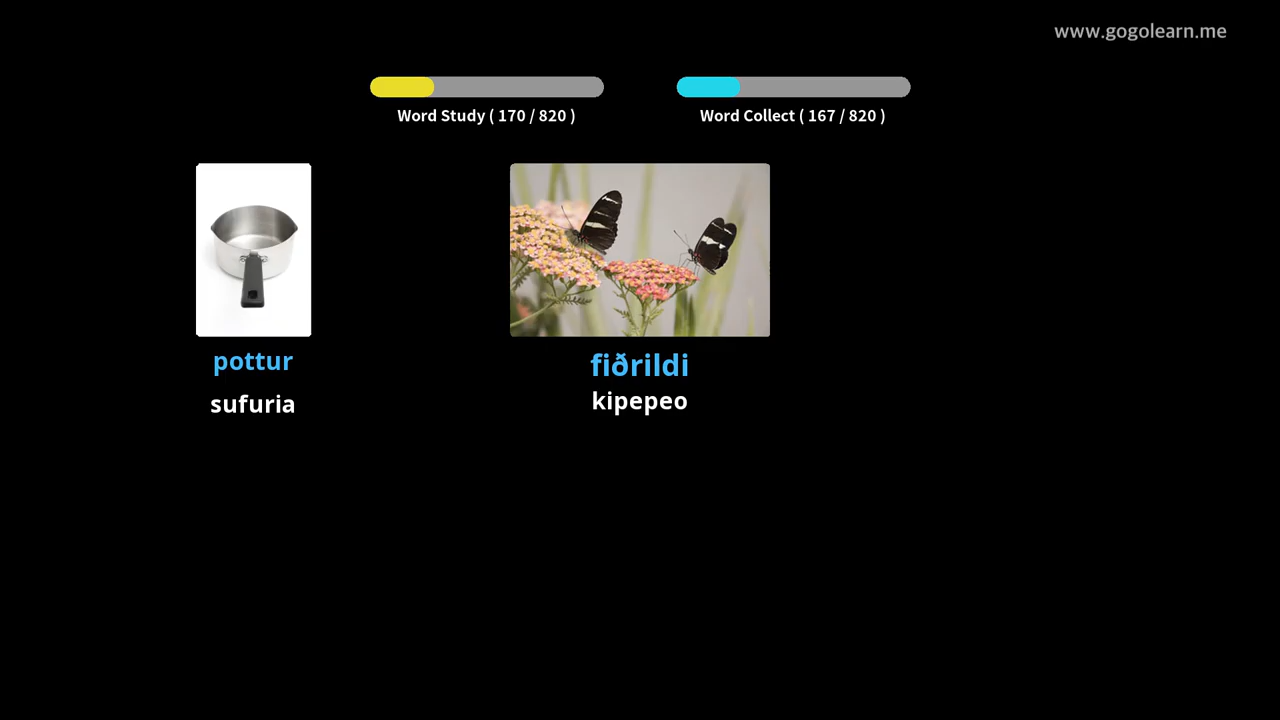 www.gogolearn.me
Word Study ( 170 / 820 )
Word Collect ( 167 / 820 )
pottur
sufuria
fiðrildi
kipepeo